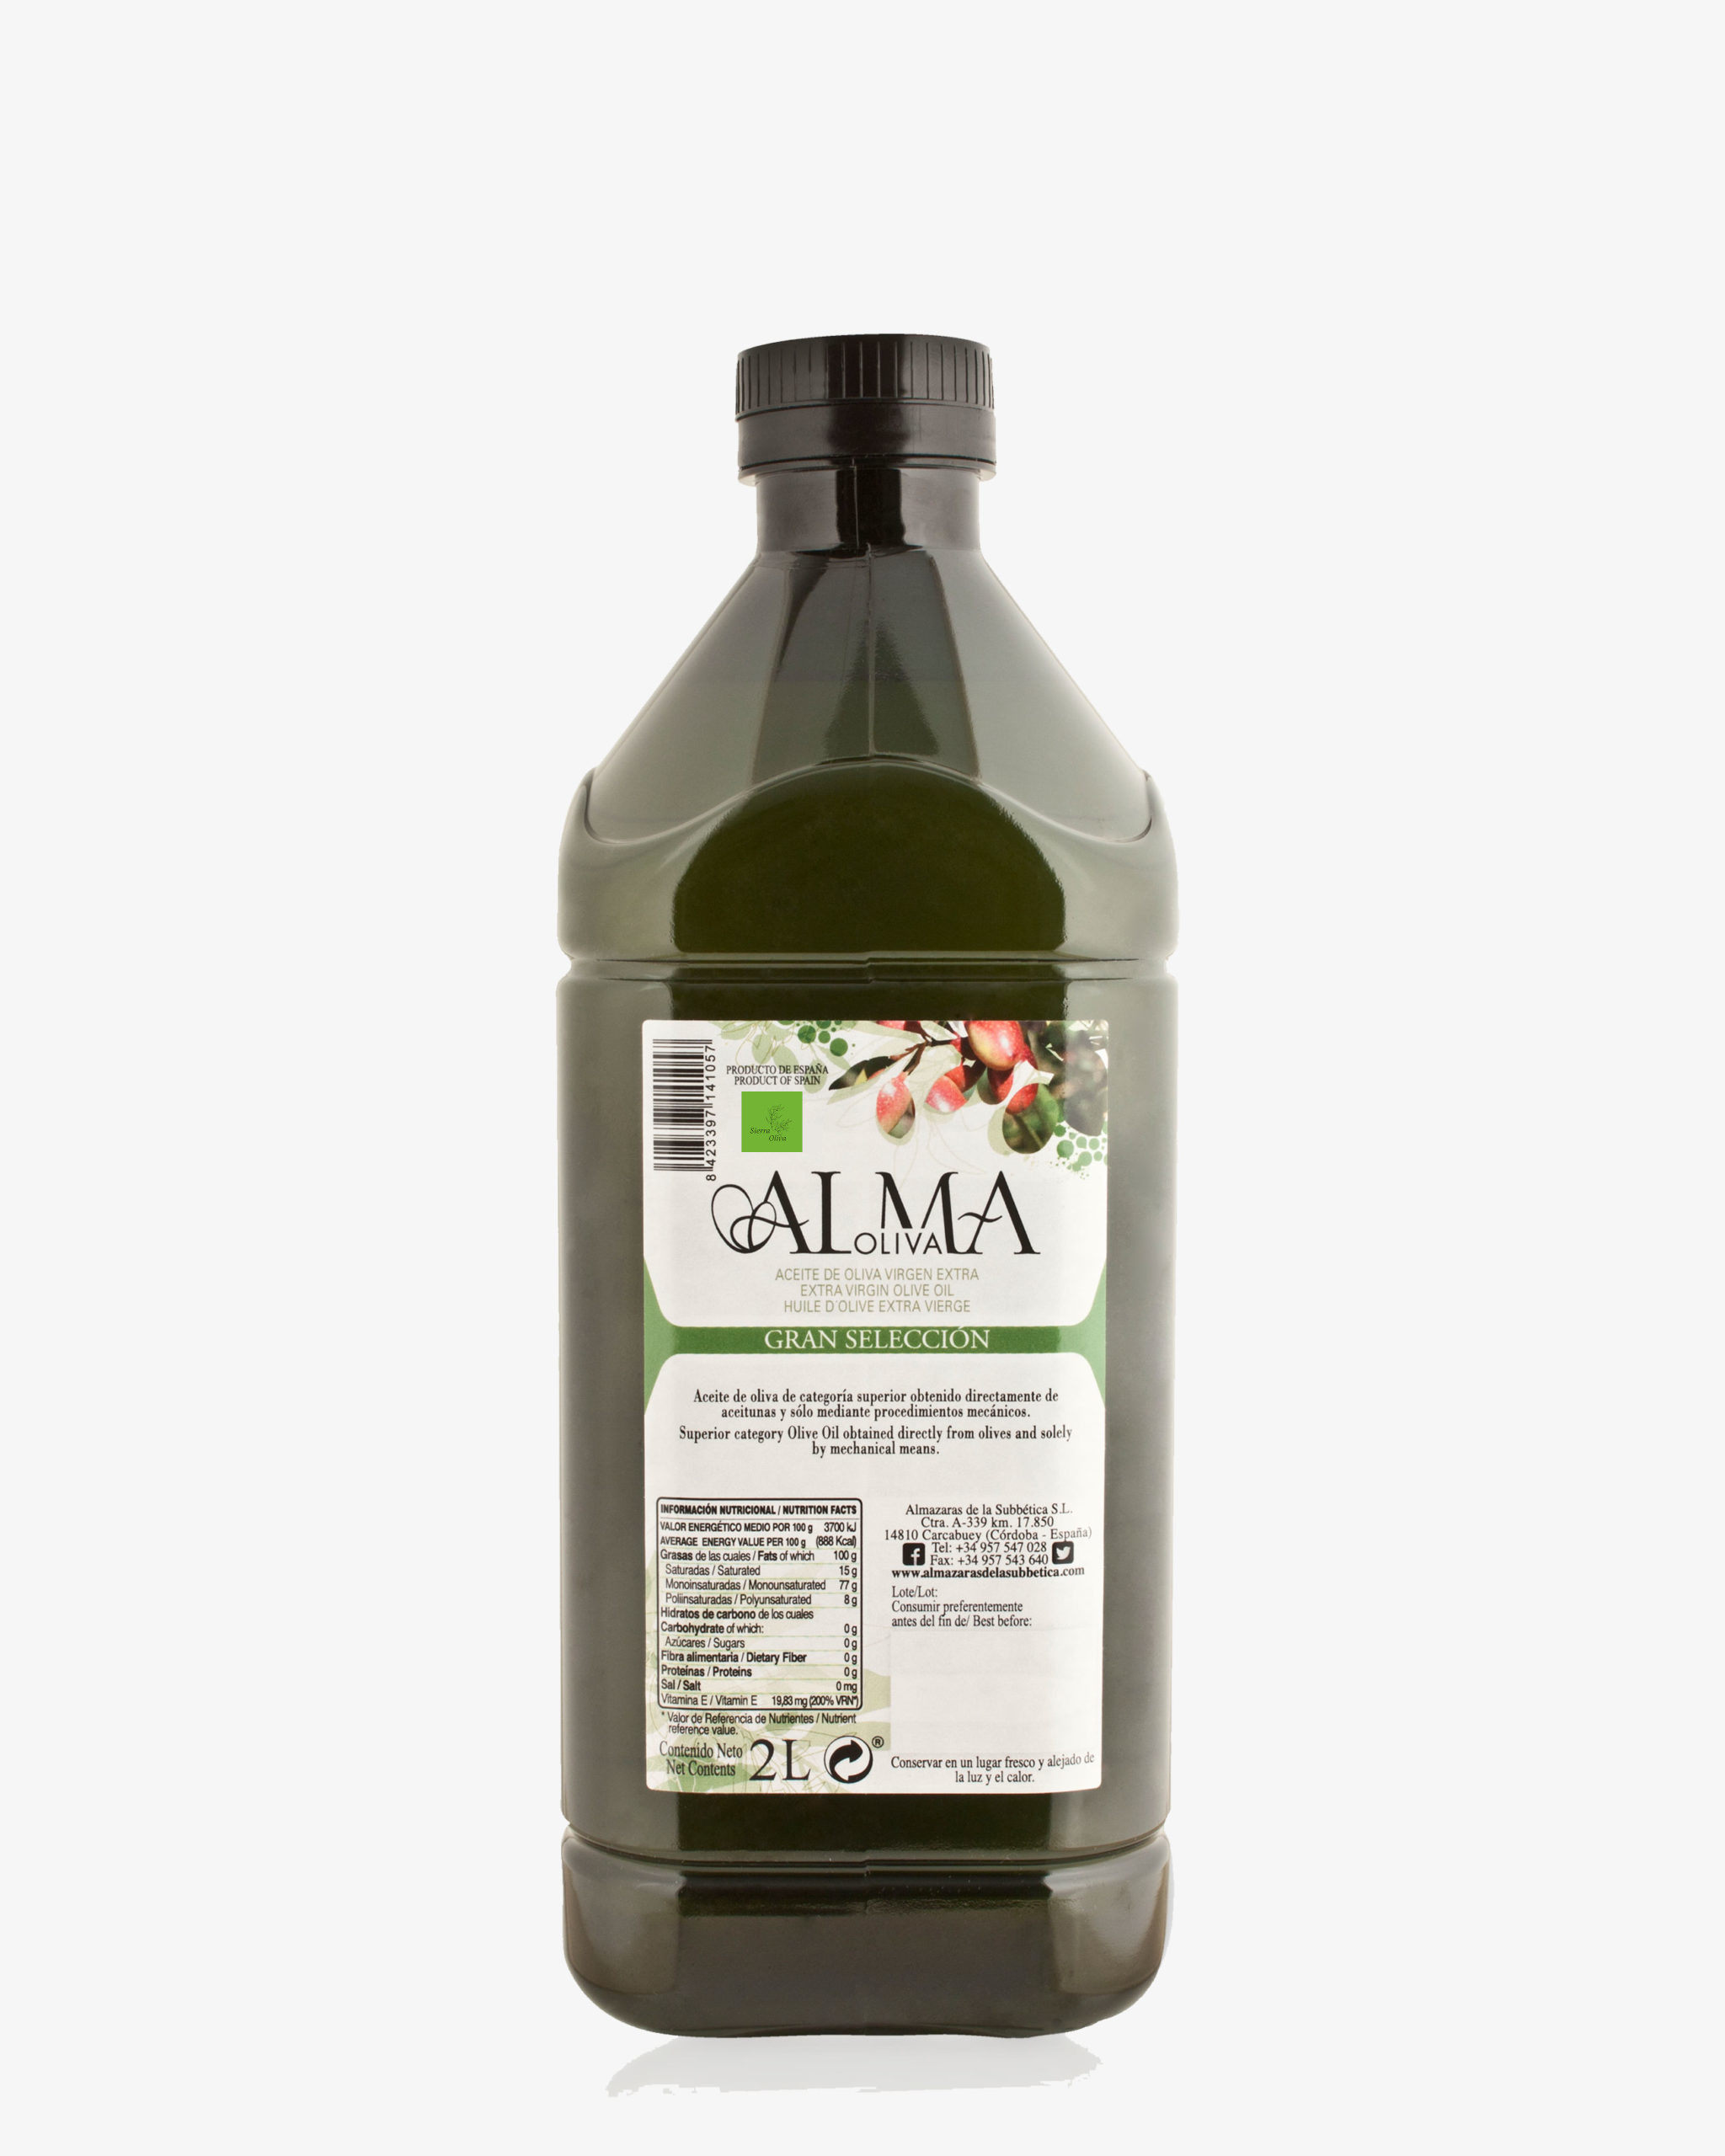 8 423397 141057
PRODUCTO DE ESPAÑA
PRODUCT OF SPAIN
Sierra
Oliva
ALMA
OLIVA
ACEITE DE OLIVA VIRGEN EXTRA
EXTRA VIRGIN OLIVE OIL
HUILE D'OLIVE EXTRA VIERGE
GRAN SELECCIÓN
Aceite de oliva de categoría superior obtenido directamente de
aceitunas y sólo mediante procedimientos mecánicos.
Superior category Olive Oil obtained directly from olives and solely
by mechanical means.
INFORMACIÓN NUTRICIONAL / NUTRITION FACTS
VALOR ENERGÉTICO MEDIO POR 100 g 3700 kJ
AVERAGE ENERGY VALUE PER 100 g (888 Kcal)
Grasas de las cuales / Fats of which 100 g
Saturadas / Saturated 15 g
Monoinsaturadas / Monounsaturated 77 g
Poliinsaturadas / Polyunsaturated 8 g
Hidratos de carbono de los cuales
Carbohydrate of which: 0 g
Azúcares / Sugars 0 g
Fibra alimentaria / Dietary Fiber 0 g
Proteínas / Proteins 0 g
Sal / Salt 0 mg
Vitamina E / Vitamin E 19,83 mg (200% VRN*)
* Valor de Referencia de Nutrientes / Nutrient
reference value.
Contenido Neto
Net Contents
2 L
®
Almazaras de la Subbética S.L.
Ctra. A-339 km. 17.850
14810 Carcabuey (Córdoba - España)
Tel: +34 957 547 028
Fax: +34 957 543 640
www.almazarasdelasubbetica.com
Lote/Lot:
Consumir preferentemente
antes del fin de/ Best before:
Conservar en un lugar fresco y alejado de
la luz y el calor.